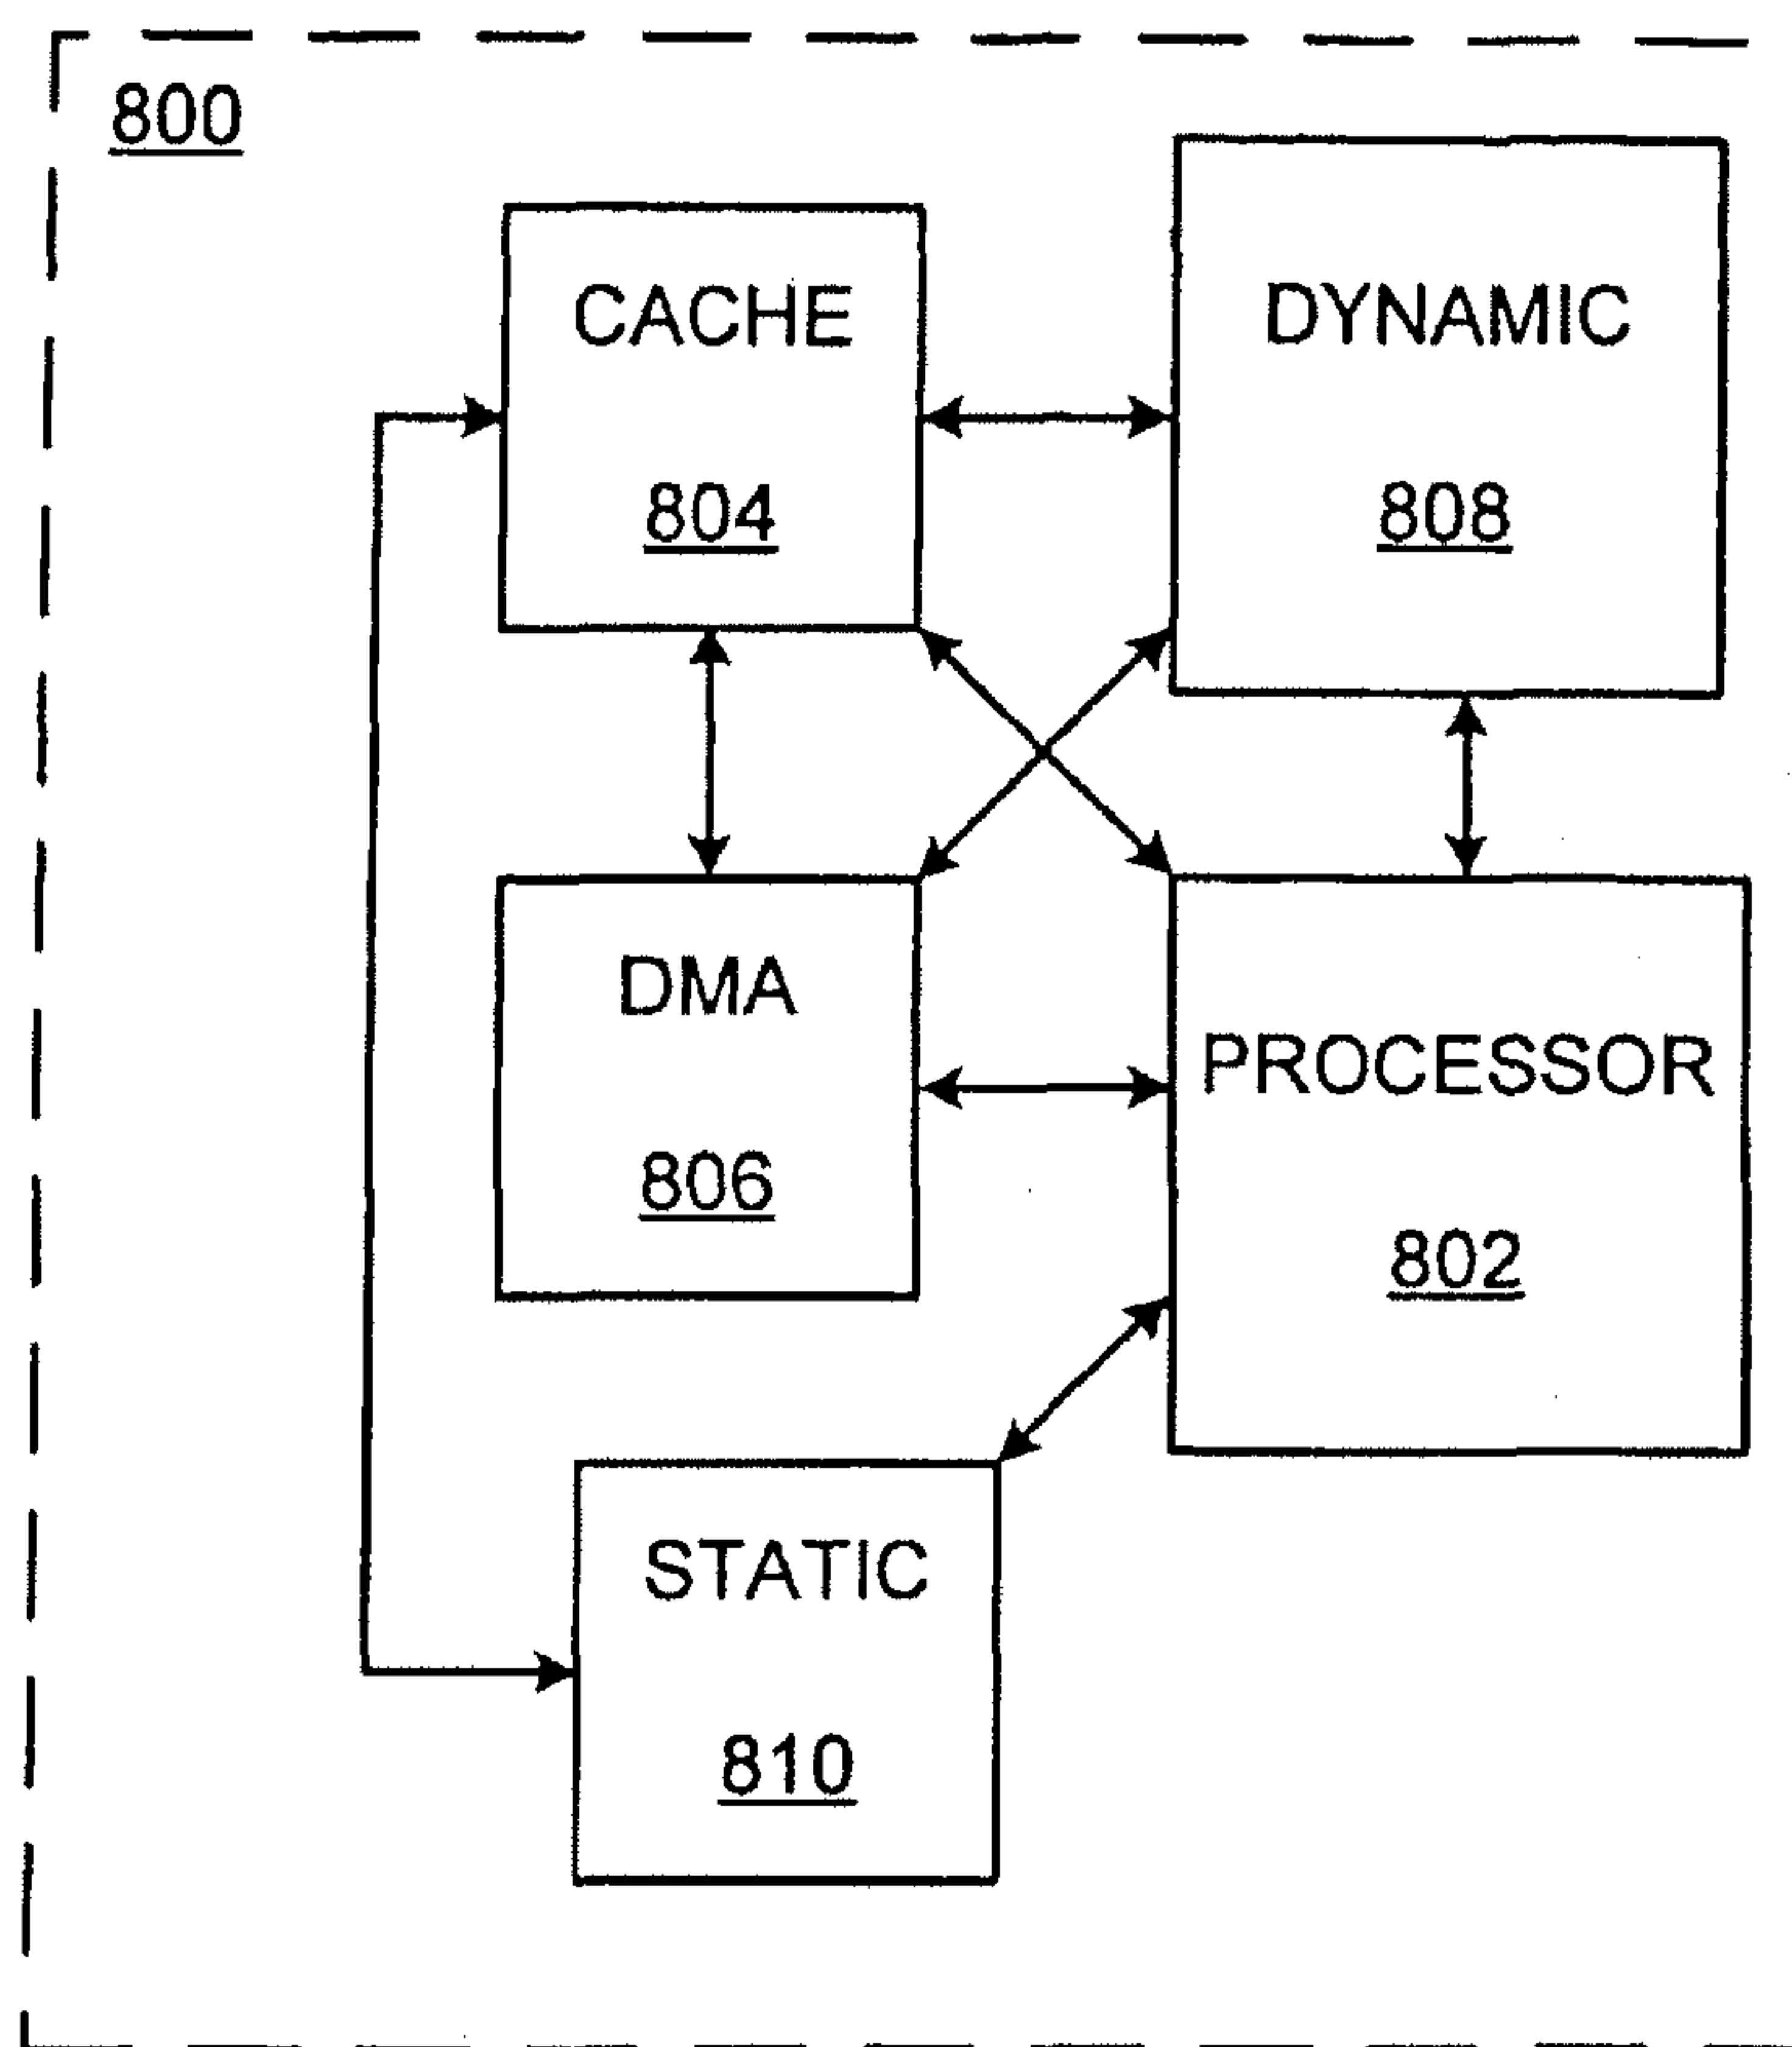 800
CACHE
804
DYNAMIC
808
DMA
806
PROCESSOR
802
STATIC
810